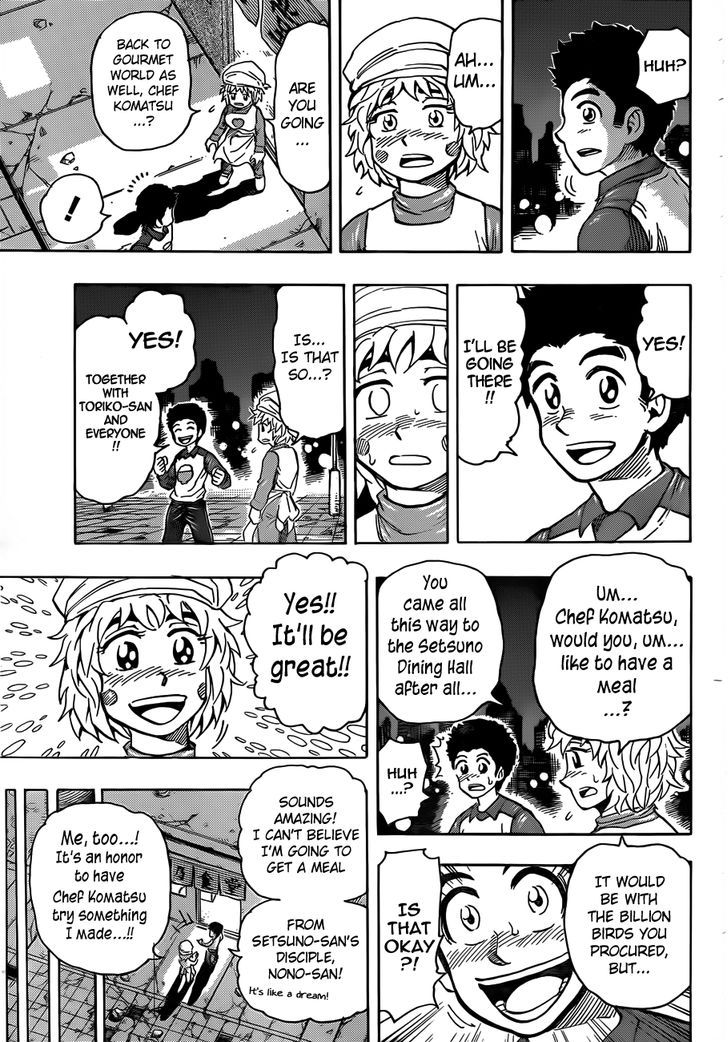 HUH?
AH...
UM...
ARE
YOU
GOING...
BACK TO
GOURMET
WORLD AS
WELL, CHEF
KOMATSU
...?
!
YES!
I'LL BE
GOING
THERE
!!
IS...
IS THAT
SO...?
YES!
TOGETHER
WITH
TORIKO-SAN
AND
EVERYONE
!!
Um...
Chef Komatsu,
would you, um...
like to have a
meal
...?
You
came all
this way to
the Setsuno
Dining Hall
after all...
HUH
...?
Yes!!
It'll be
great!!
IT WOULD
BE WITH
THE BILLION
BIRDS YOU
PROCURED,
BUT...
IS
THAT
OKAY
?!
SOUNDS
AMAZING!
I CAN'T BELIEVE
I'M GOING TO
GET A MEAL
FROM
SETSUNO-SAN'S
DISCIPLE,
NONO-SAN!
It's like a dream!
Me, too...!
It's an honor
to have
Chef Komatsu
try something
I made...!!